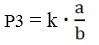 P3 = k · a/b